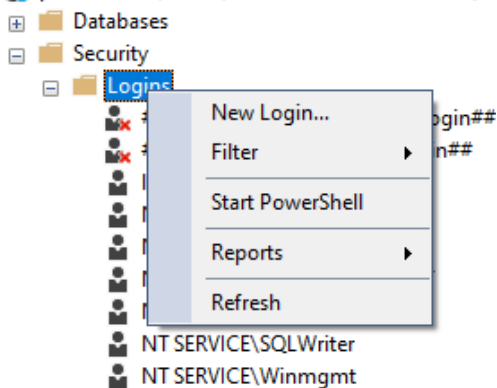 Databases
Security
Logins
New Login...
Filter
Start PowerShell
Reports
Refresh
NT SERVICE\SQLWriter
NT SERVICE\Winmgmt